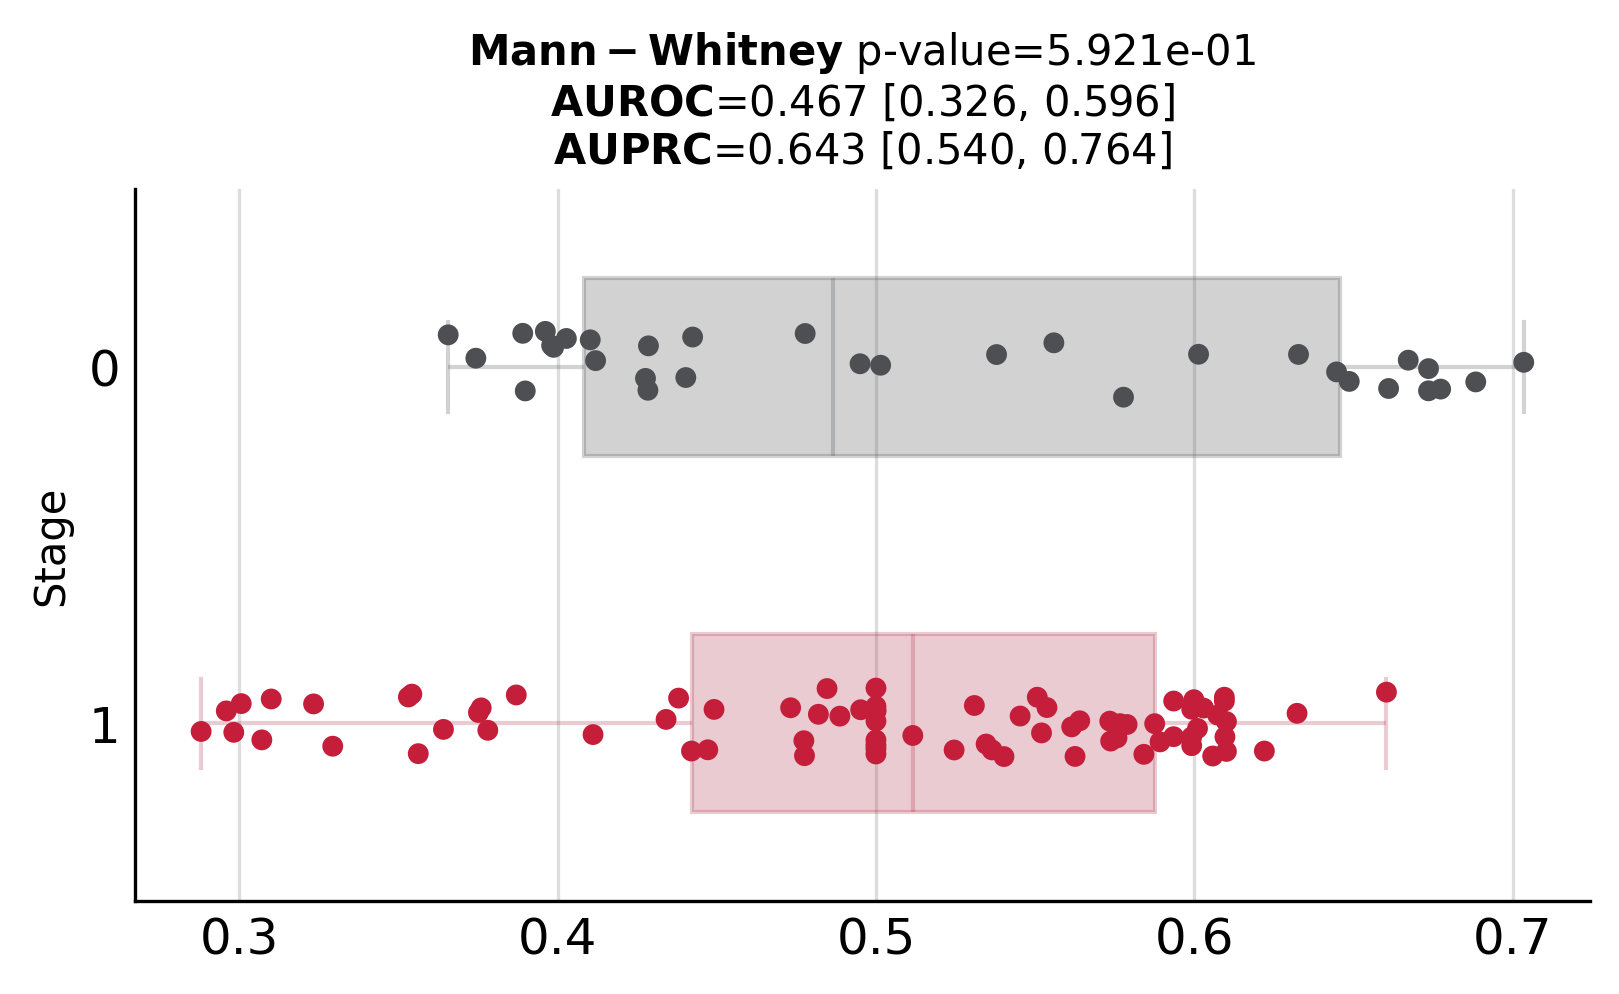 Mann − Whitney p-value=5.921e-01
AUROC=0.467 [0.326, 0.596]
AUPRC=0.643 [0.540, 0.764]
0
Stage
1
0.3 0.4 0.5 0.6 0.7